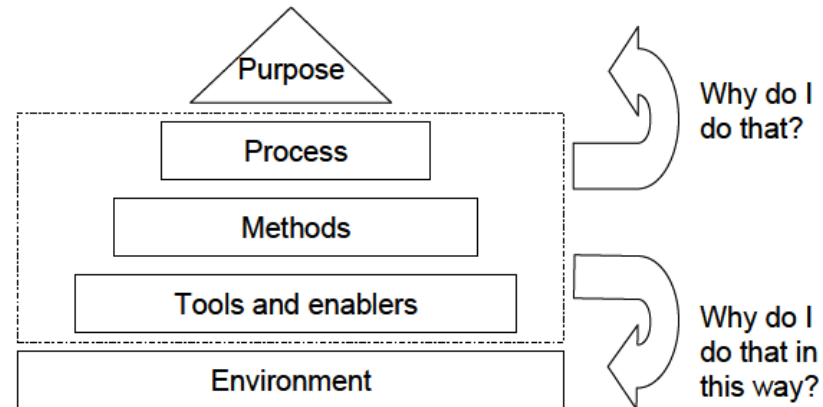 Purpose
Why do I
do that?
Process
Methods
Tools and enablers
Why do I
do that in
this way?
Environment